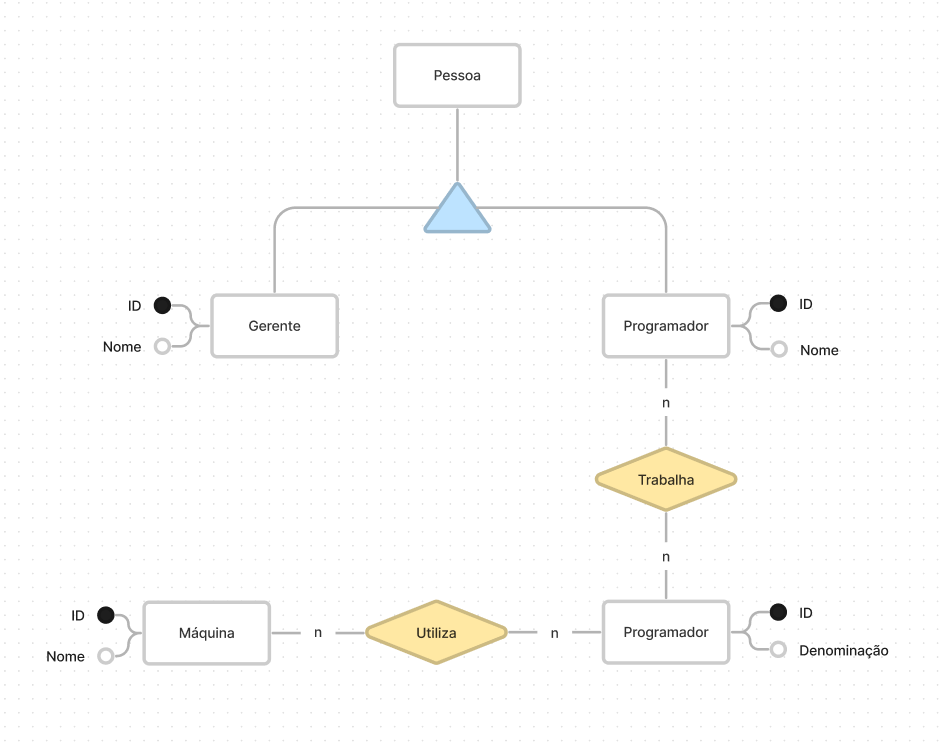 Pessoa
ID
Nome
Gerente
Programador
ID
Nome
n
Trabalha
n
ID
Nome
Máquina
n
Utiliza
n
Programador
ID
Denominação